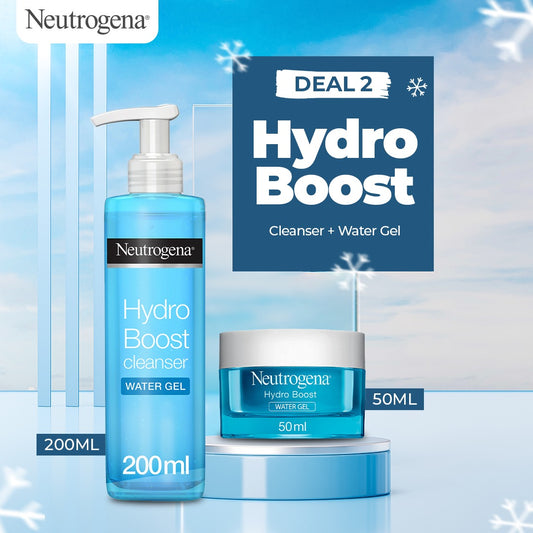 Neutrogena®
DEAL 2
Hydro
Boost
Cleanser + Water Gel
Neutrogena®
Hydro
Boost
cleanser
WATER GEL
200ml
200ML
Neutrogena®
Hydro Boost
WATER GEL
50ml
50ML